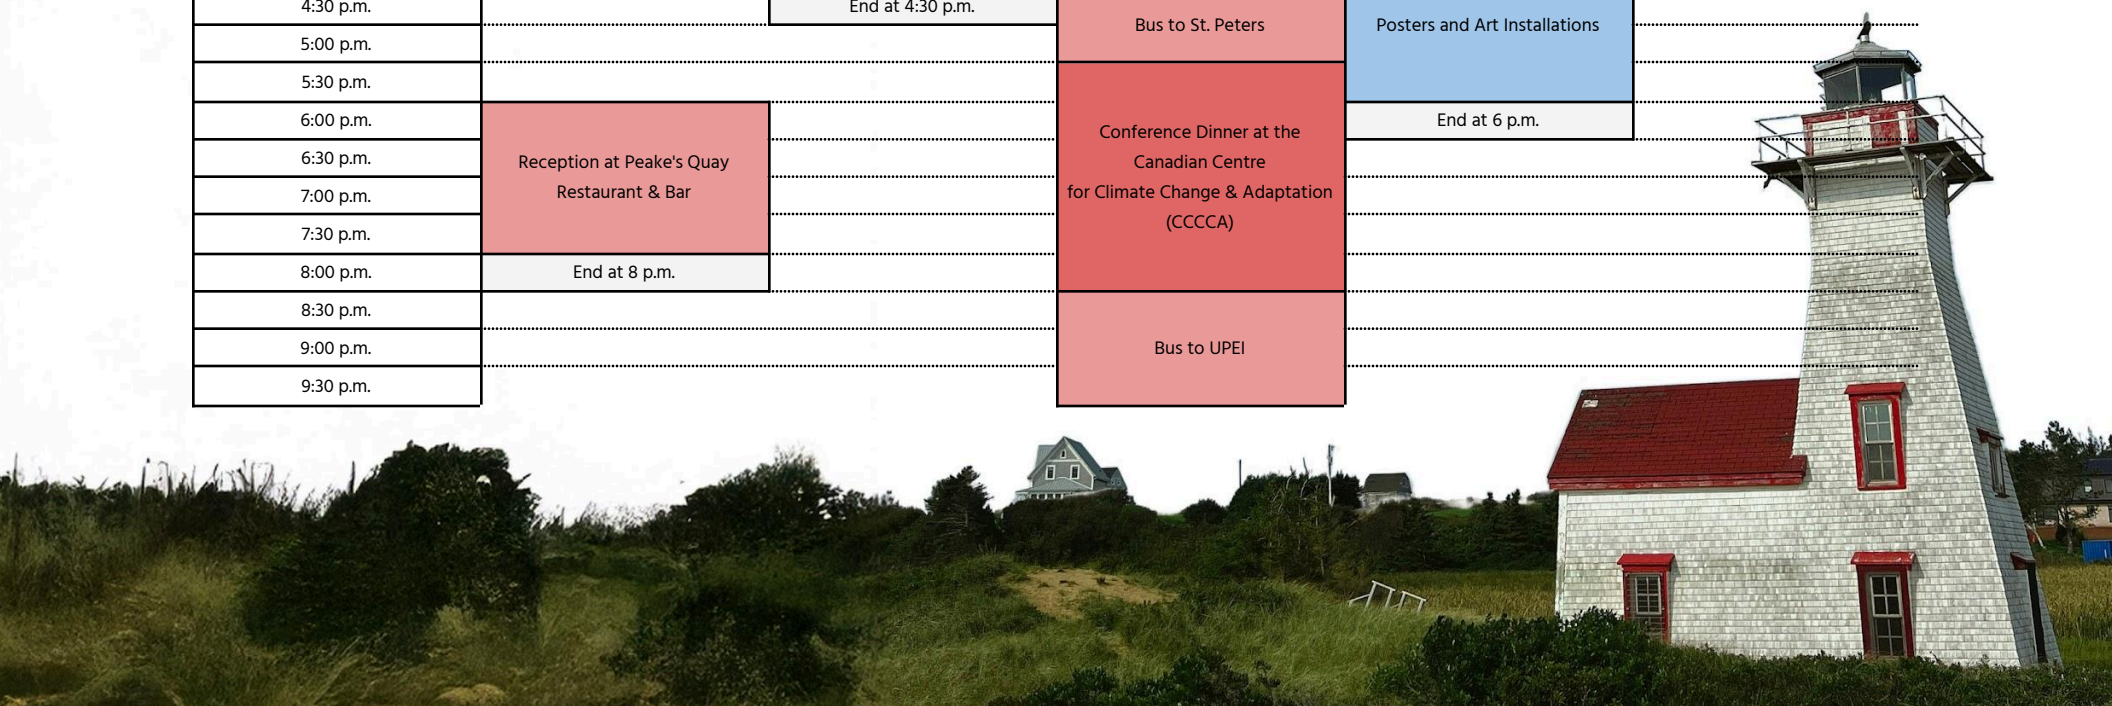 4:30 p.m.
End at 4:30 p.m.
Bus to St. Peters
Posters and Art Installations
5:00 p.m.
5:30 p.m.
6:00 p.m.
End at 6 p.m.
Conference Dinner at the
Canadian Centre
for Climate Change & Adaptation
(CCCCA)
6:30 p.m.
Reception at Peake's Quay
Restaurant & Bar
7:00 p.m.
7:30 p.m.
8:00 p.m.
End at 8 p.m.
8:30 p.m.
9:00 p.m.
Bus to UPEI
9:30 p.m.